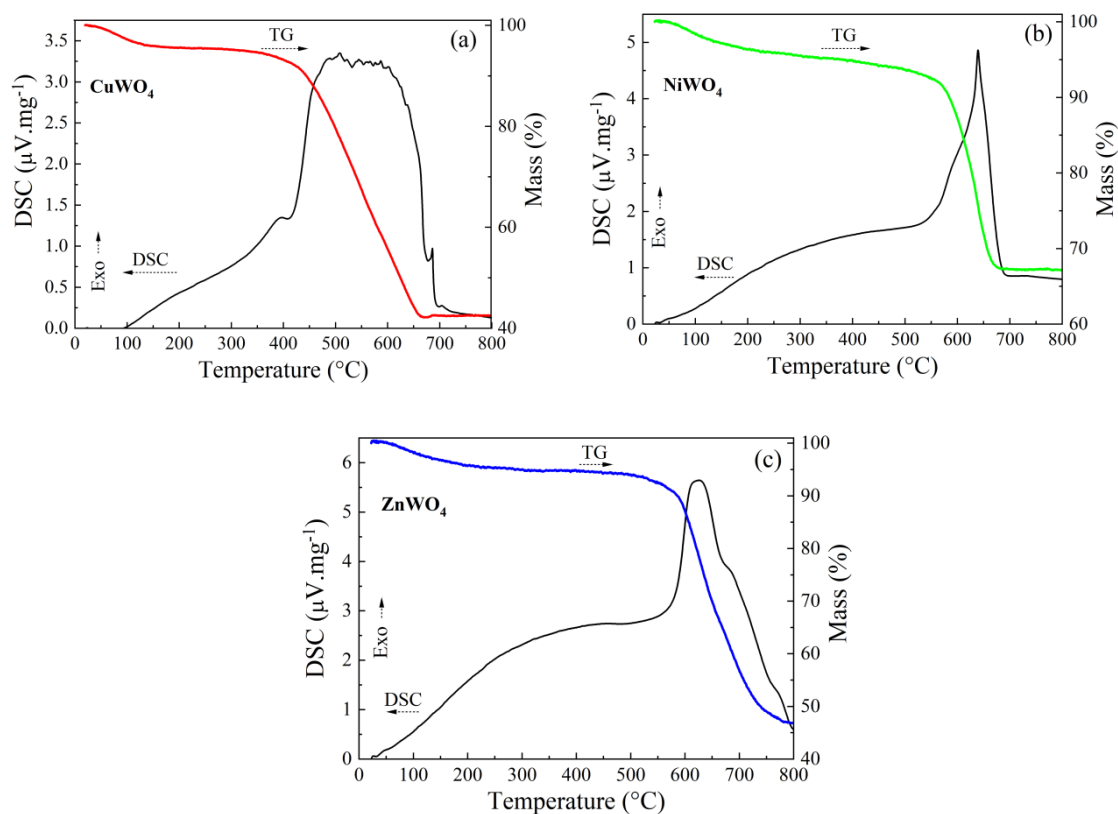 (a)
TG
CuWO4
Exo
DSC
DSC (µV.mg-1)
0.0
0.5
1.0
1.5
2.0
2.5
3.0
3.5
Mass (%)
40
60
80
100
0 100 200 300 400 500 600 700 800
Temperature (°C)
(b)
TG
NiWO4
Exo
DSC
DSC (µV.mg-1)
0
1
2
3
4
5
Mass (%)
60
70
80
90
100
0 100 200 300 400 500 600 700 800
Temperature (°C)
(c)
TG
ZnWO4
Exo
DSC
DSC (µV.mg-1)
0
1
2
3
4
5
6
Mass (%)
40
50
60
70
80
90
100
0 100 200 300 400 500 600 700 800
Temperature (°C)